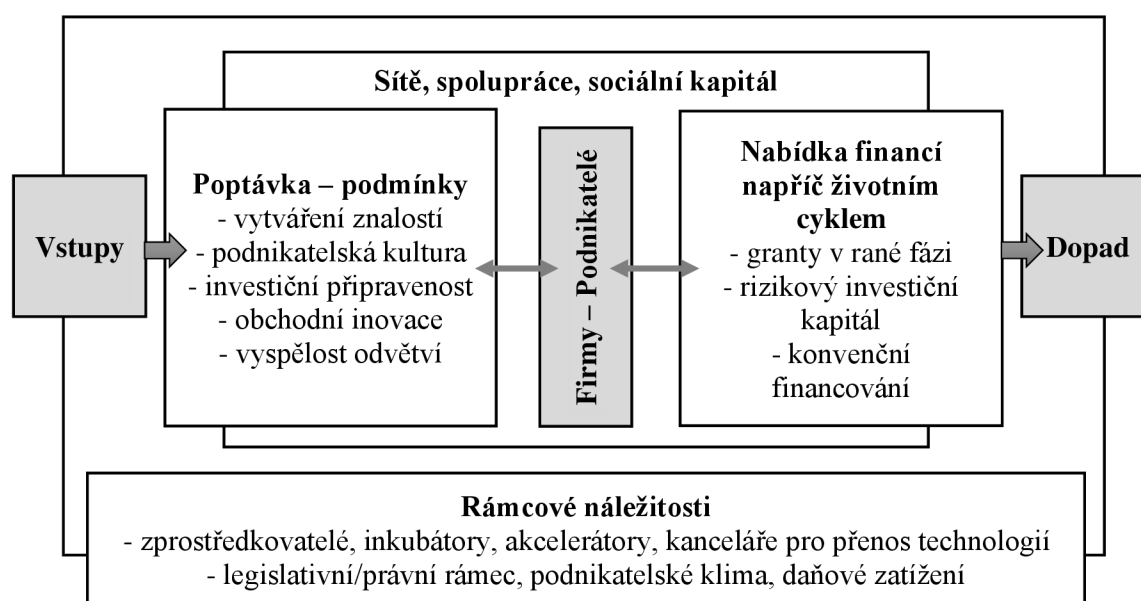 Sítě, spolupráce, sociální kapitál
Vstupy
Poptávka – podmínky
- vytváření znalostí
- podnikatelská kultura
- investiční připravenost
- obchodní inovace
- vyspělost odvětví
Firmy – Podnikatelé
Nabídka financí
napříč životním
cyklem
- granty v rané fázi
- rizikový investiční
kapitál
- konvenční
financování
Dopad
Rámcové náležitosti
- zprostředkovatelé, inkubátory, akcelerátory, kanceláře pro přenos technologií
- legislativní/právní rámec, podnikatelské klima, daňové zatížení